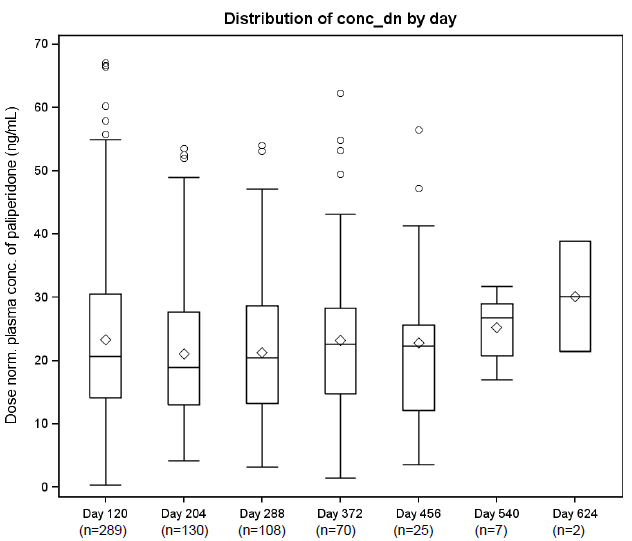 Distribution of conc_dn by day
Dose norm. plasma conc. of paliperidone (ng/mL)
70
60
50
40
30
20
10
0
Day 120 Day 204 Day 288 Day 372 Day 456 Day 540 Day 624
(n=289) (n=130) (n=108) (n=70) (n=25) (n=7) (n=2)